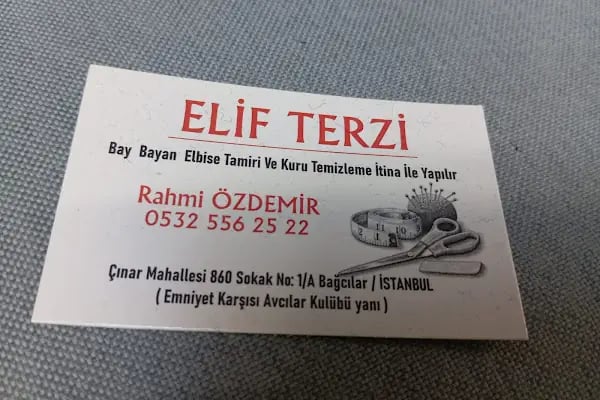 ELİF TERZİ
Bay Bayan Elbise Tamiri Ve Kuru Temizleme İtina İle Yapılır
Rahmi ÖZDEMİR
0532 556 25 22
Çınar Mahallesi 860 Sokak No: 1/A Bağcılar / İSTANBUL
( Emniyet Karşısı Avcılar Kulübü yanı )